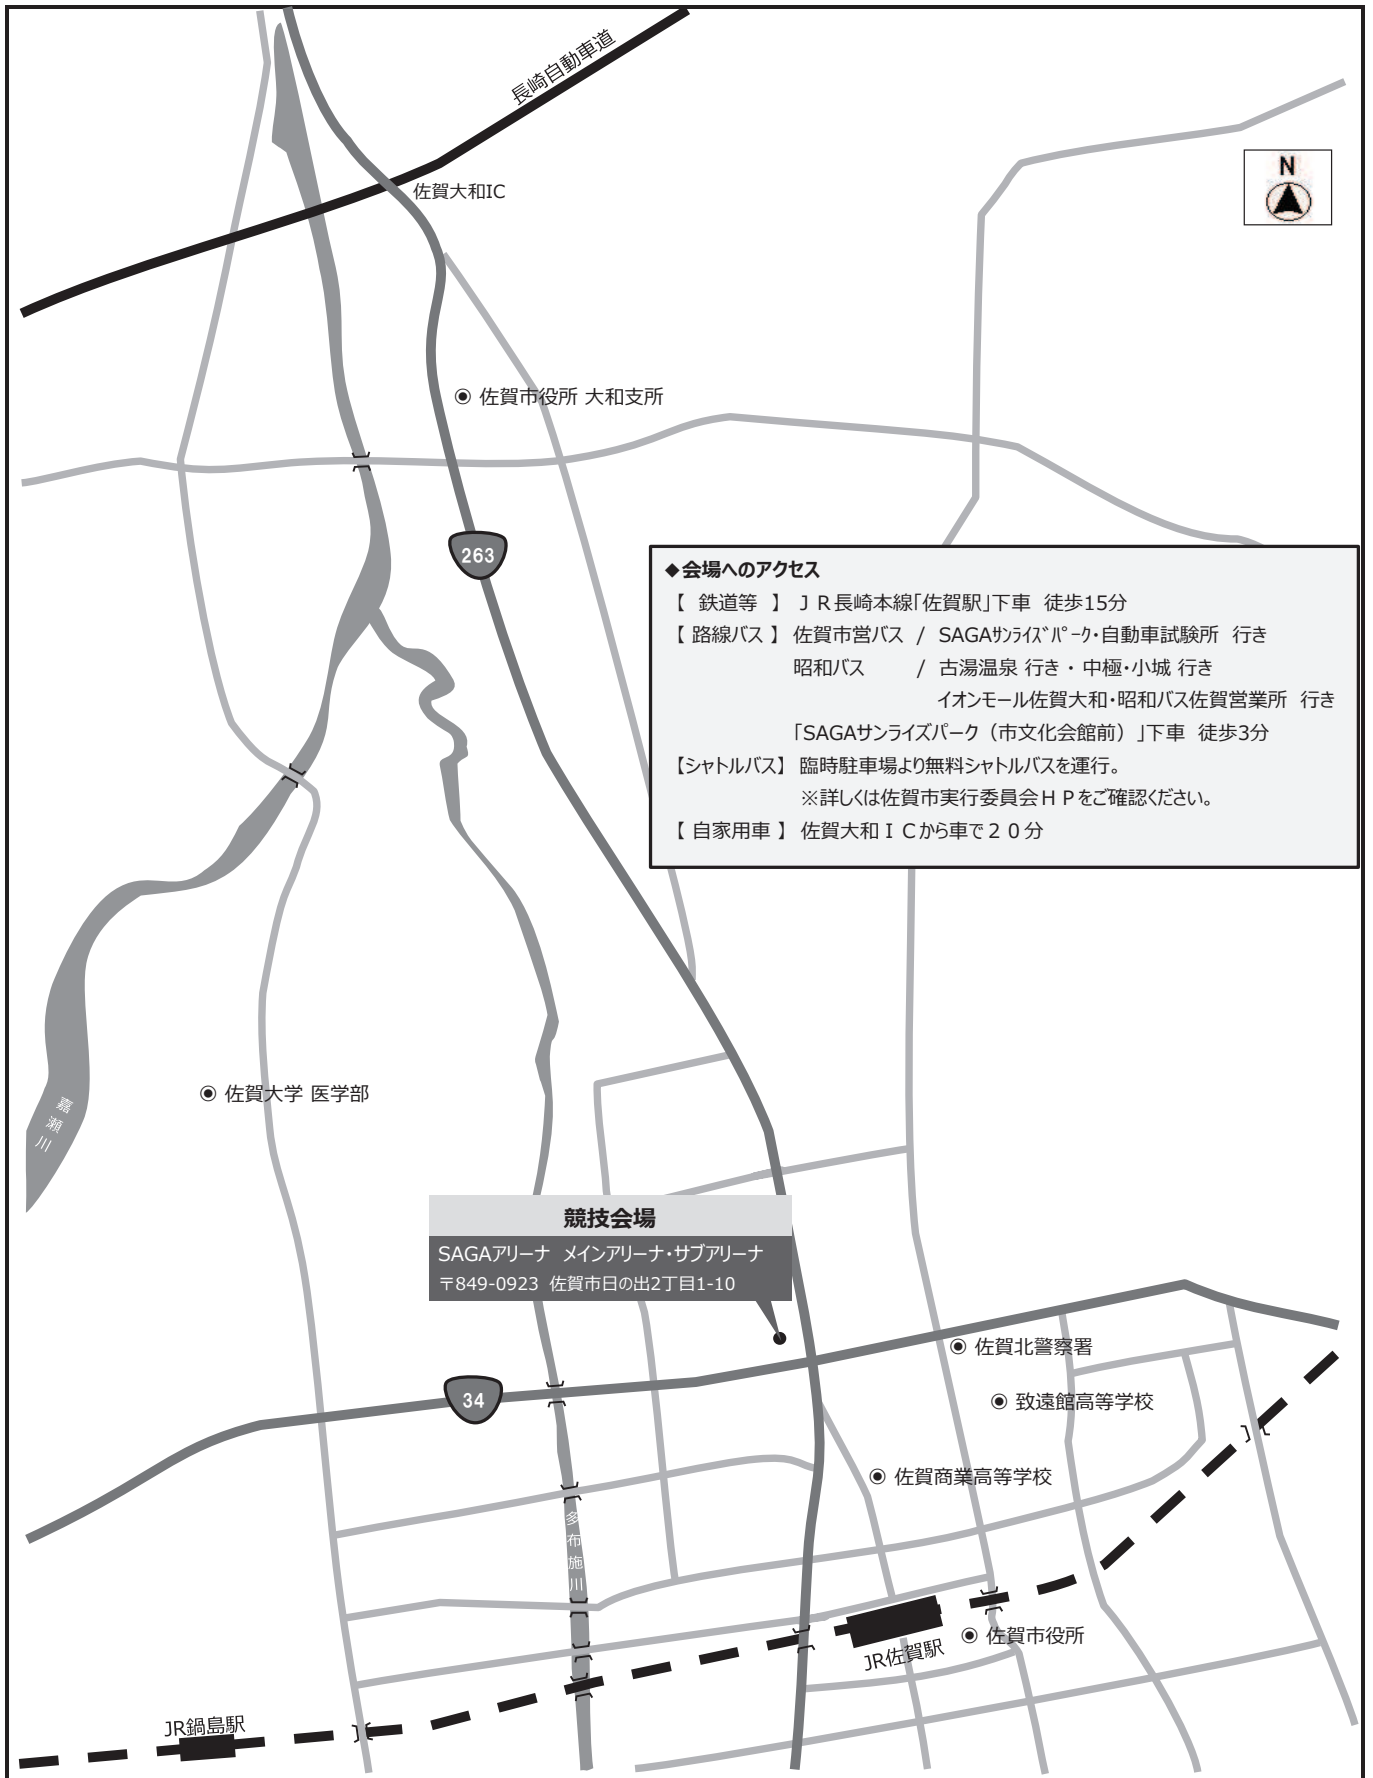 長崎自動車道
N
佐賀大和IC
佐賀市役所 大和支所
263
◆会場へのアクセス
【 鉄道等 】 ＪＲ長崎本線「佐賀駅」下車 徒歩15分
【 路線バス 】 佐賀市営バス / SAGAｻﾝﾗｲｽﾞﾊﾟｰｸ・自動車試験所 行き
昭和バス / 古湯温泉 行き ・ 中極・小城 行き
イオンモール佐賀大和・昭和バス佐賀営業所 行き
「SAGAサンライズパーク（市文化会館前）」下車 徒歩3分
【シャトルバス】 臨時駐車場より無料シャトルバスを運行。
※詳しくは佐賀市実行委員会ＨＰをご確認ください。
【 自家用車 】 佐賀大和ＩＣから車で２０分
佐賀大学 医学部
嘉瀬川
競技会場
SAGAアリーナ メインアリーナ・サブアリーナ
〒849-0923 佐賀市日の出2丁目1-10
佐賀北警察署
34
致遠館高等学校
佐賀商業高等学校
多布施川
佐賀市役所
JR佐賀駅
JR鍋島駅